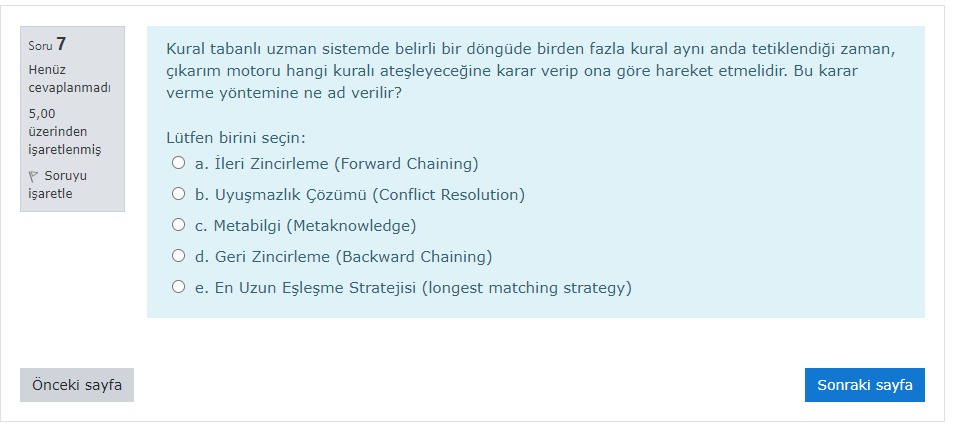 Soru 7
Henüz
cevaplanmadı
5,00
üzerinden
işaretlenmiş
Soruyu
işaretle
Kural tabanlı uzman sistemde belirli bir döngüde birden fazla kural aynı anda tetiklendiği zaman,
çıkarım motoru hangi kuralı ateşleyeceğine karar verip ona göre hareket etmelidir. Bu karar
verme yöntemine ne ad verilir?
Lütfen birini seçin:
a. İleri Zincirleme (Forward Chaining)
b. Uyuşmazlık Çözümü (Conflict Resolution)
c. Metabilgi (Metaknowledge)
d. Geri Zincirleme (Backward Chaining)
e. En Uzun Eşleşme Stratejisi (longest matching strategy)
Önceki sayfa
Sonraki sayfa